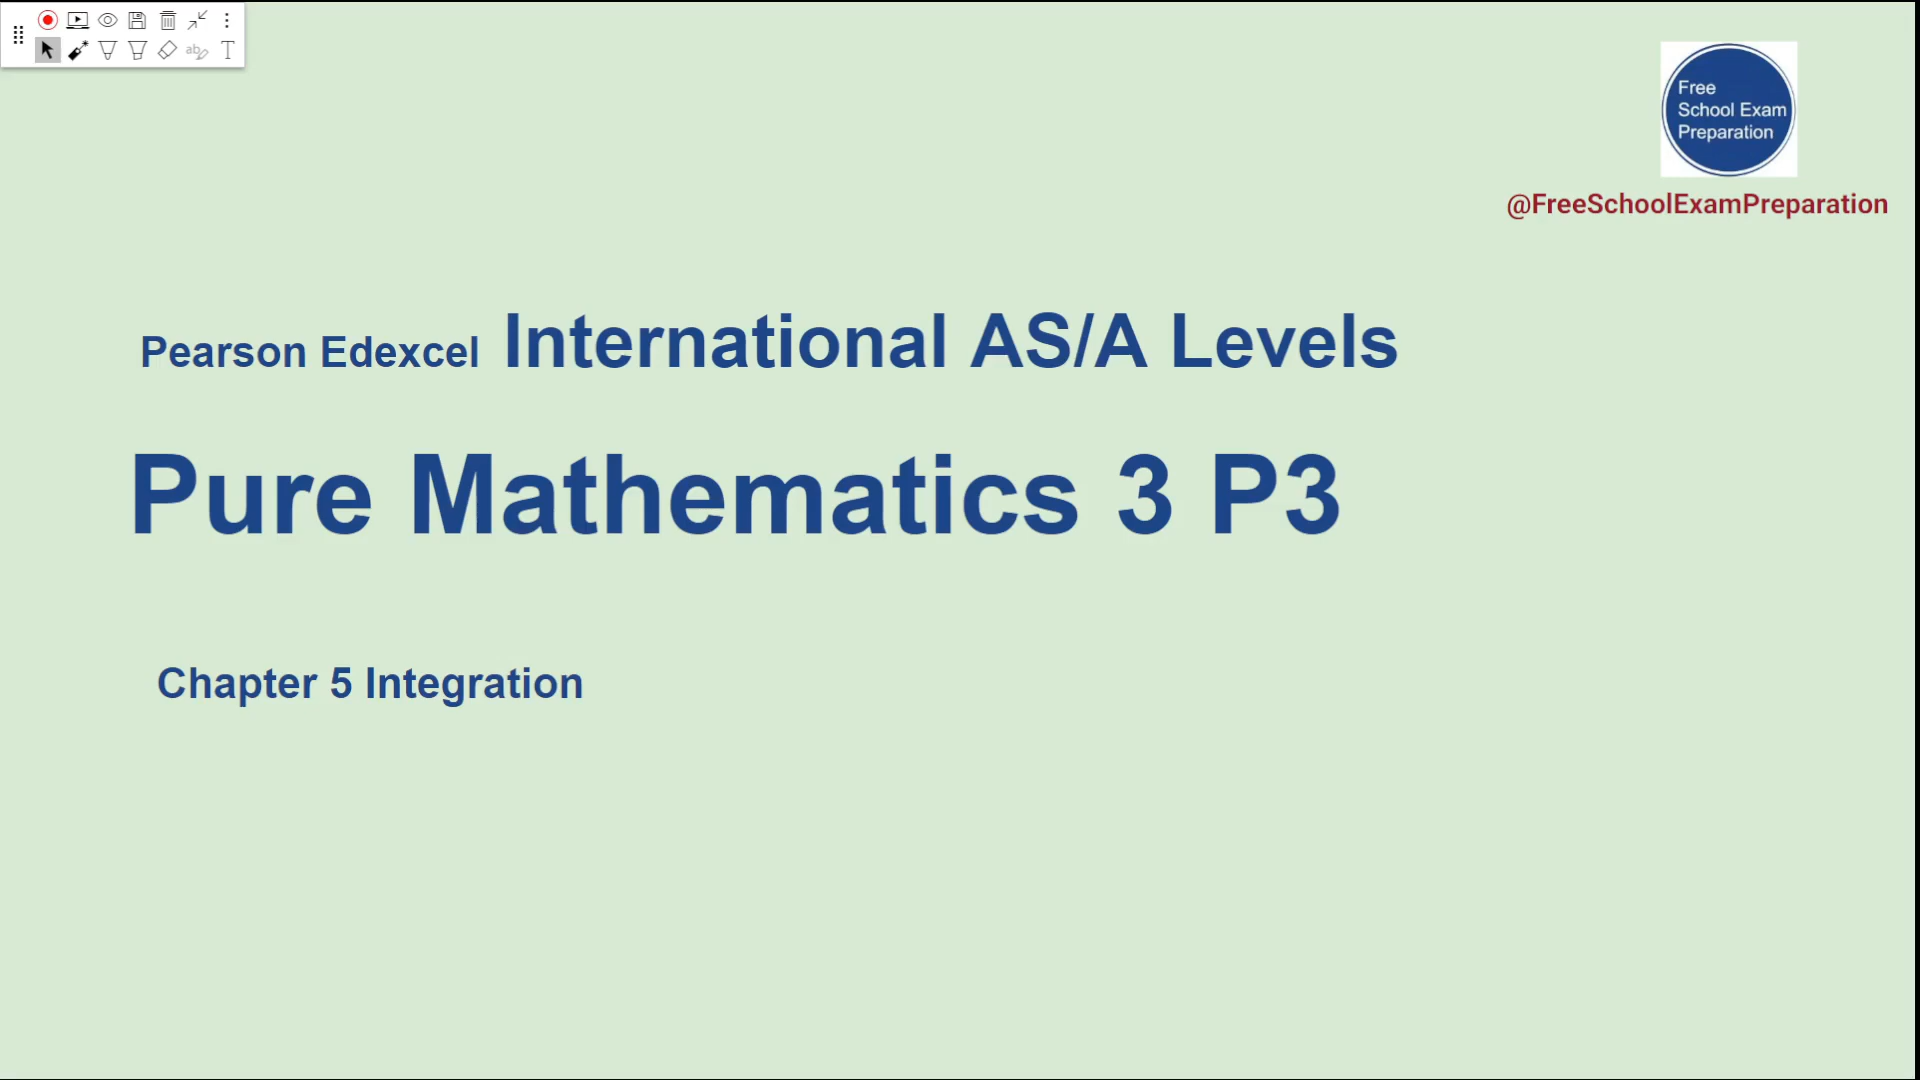 Free
School Exam
Preparation
@FreeSchoolExamPreparation
Pearson Edexcel International AS/A Levels
Pure Mathematics 3 P3
Chapter 5 Integration